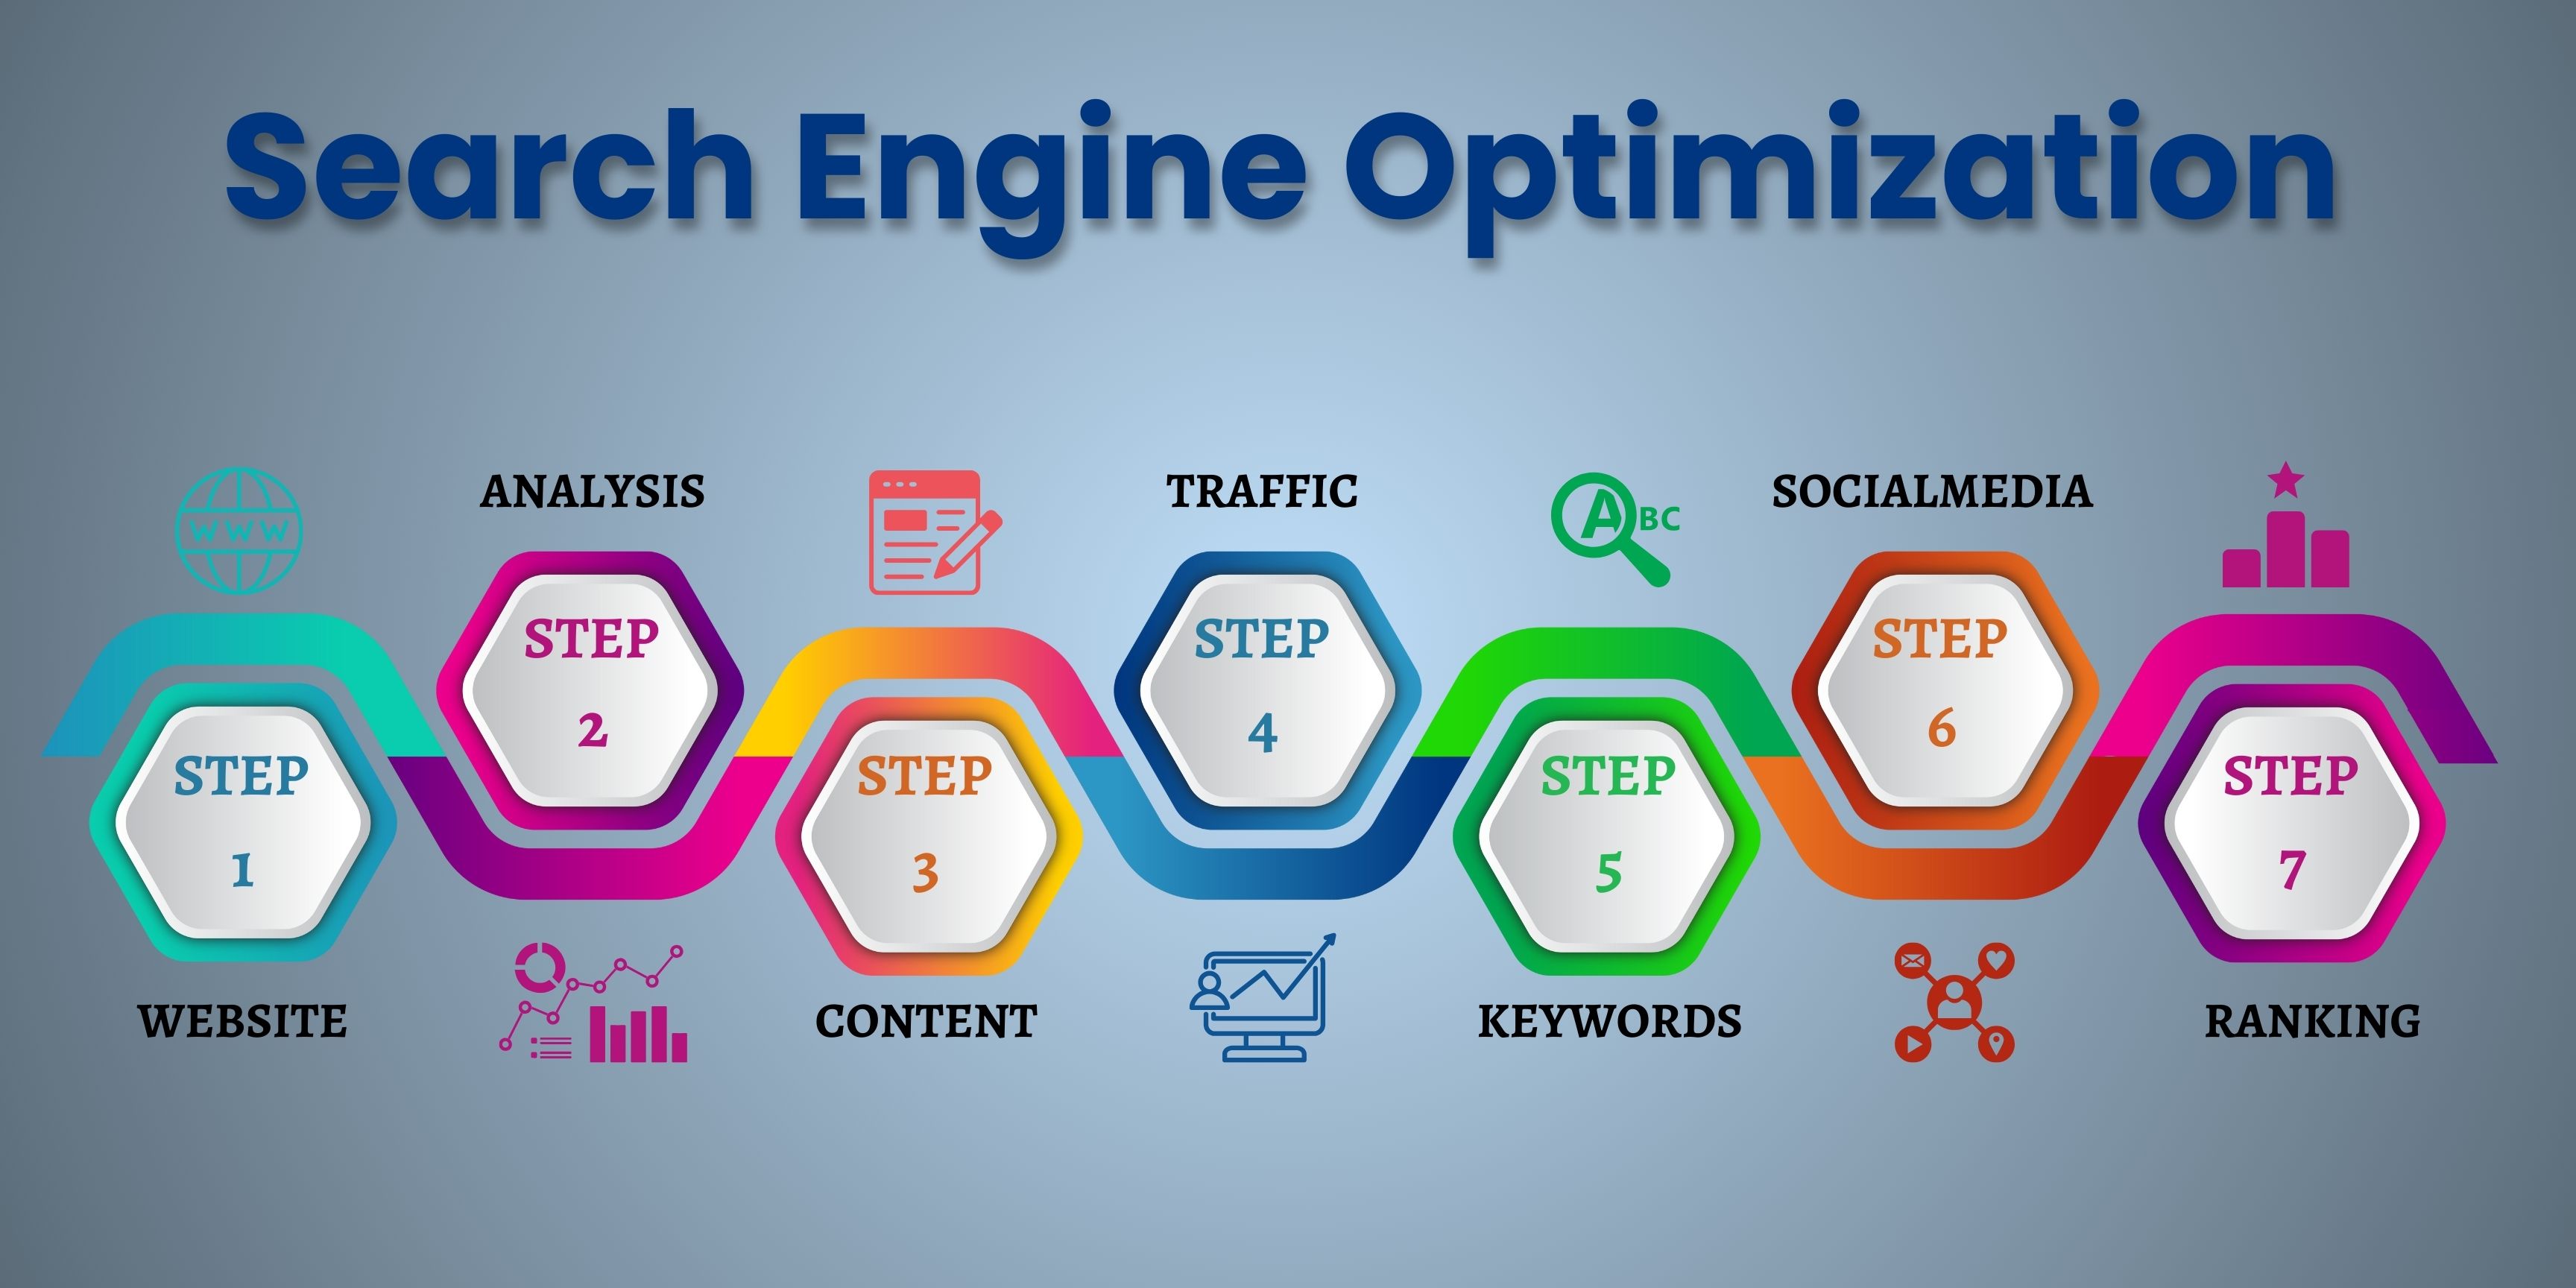 Search Engine Optimization
WWW
STEP
1
WEBSITE
ANALYSIS
STEP
2
STEP
3
CONTENT
TRAFFIC
STEP
4
ABC
STEP
5
KEYWORDS
SOCIALMEDIA
STEP
6
STEP
7
RANKING